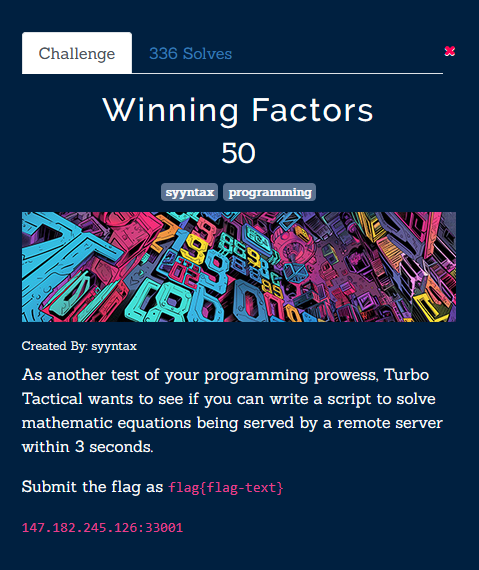 Challenge
336 Solves
Winning Factors
50
syyntax programming
Created By: syyntax
As another test of your programming prowess, Turbo
Tactical wants to see if you can write a script to solve
mathematic equations being served by a remote server
within 3 seconds.
Submit the flag as flag{flag-text}
147.182.245.126:33001